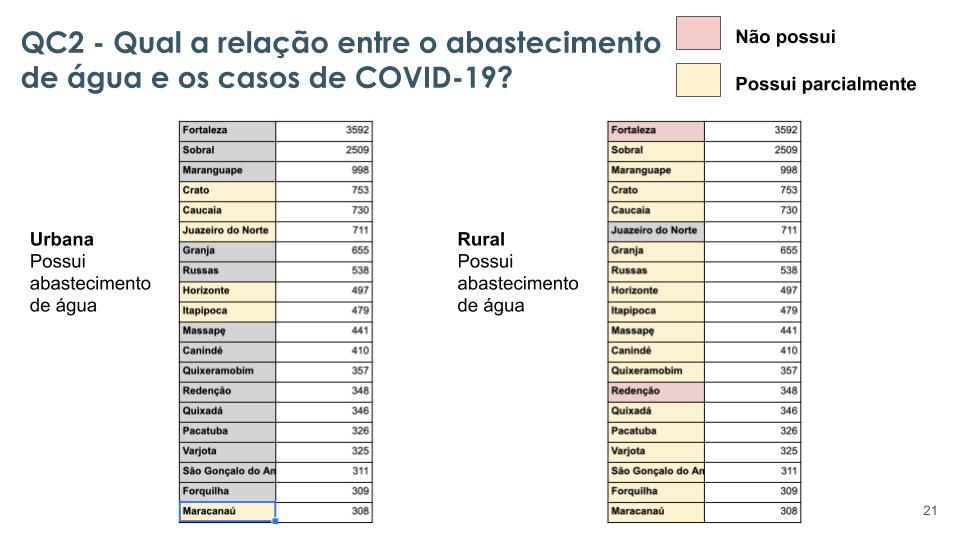 QC2 - Qual a relação entre o abastecimento
de água e os casos de COVID-19?
Não possui
Possui parcialmente
Urbana
Possui
abastecimento
de água
Fortaleza 3592
Sobral 2509
Maranguape 998
Crato 753
Caucaia 730
Juazeiro do Norte 711
Granja 655
Russas 538
Horizonte 497
Itapipoca 479
Massapę 441
Canindé 410
Quixeramobim 357
Redenção 348
Quixadá 346
Pacatuba 326
Varjota 325
São Gonçalo do An 311
Forquilha 309
Maracanaú 308
Rural
Possui
abastecimento
de água
Fortaleza 3592
Sobral 2509
Maranguape 998
Crato 753
Caucaia 730
Juazeiro do Norte 711
Granja 655
Russas 538
Horizonte 497
Itapipoca 479
Massapę 441
Canindé 410
Quixeramobim 357
Redenção 348
Quixadá 346
Pacatuba 326
Varjota 325
São Gonçalo do An 311
Forquilha 309
Maracanaú 308
21